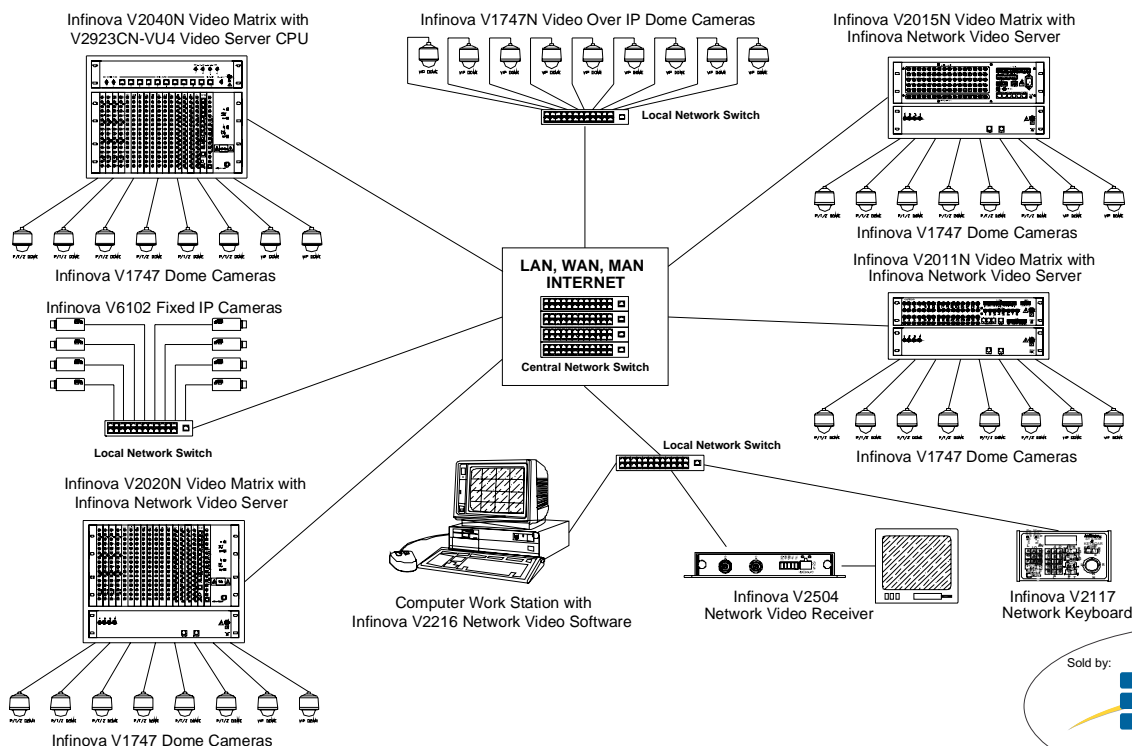 Infinova V2040N Video Matrix with
V2923CN-VU4 Video Server CPU
Infinova V1747N Video Over IP Dome Cameras
Infinova V2015N Video Matrix with
Infinova Network Video Server
Local Network Switch
Infinova V1747 Dome Cameras
Infinova V1747 Dome Cameras
LAN, WAN, MAN
INTERNET
Central Network Switch
Infinova V2011N Video Matrix with
Infinova Network Video Server
Infinova V6102 Fixed IP Cameras
Local Network Switch
Infinova V1747 Dome Cameras
Local Network Switch
Infinova V2020N Video Matrix with
Infinova Network Video Server
Computer Work Station with
Infinova V2216 Network Video Software
Infinova V2504
Network Video Receiver
Infinova V2117
Network Keyboard
Sold by:
Infinova V1747 Dome Cameras